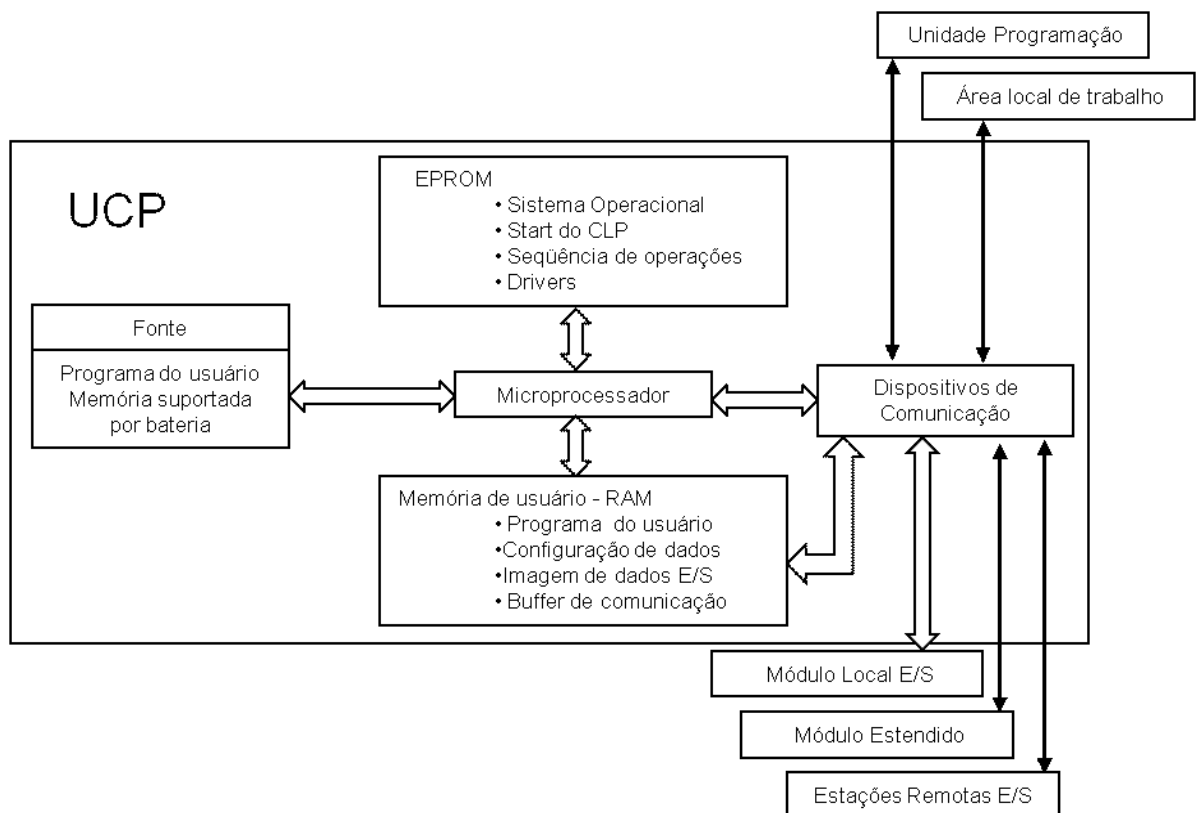 Unidade Programação
Área local de trabalho
UCP
EPROM
• Sistema Operacional
• Start do CLP
• Seqüência de operações
• Drivers
Fonte
Programa do usuário
Memória suportada
por bateria
Microprocessador
Dispositivos de
Comunicação
Memória de usuário - RAM
• Programa do usuário
•Configuração de dados
•Imagem de dados E/S
• Buffer de comunicação
Módulo Local E/S
Módulo Estendido
Estações Remotas E/S